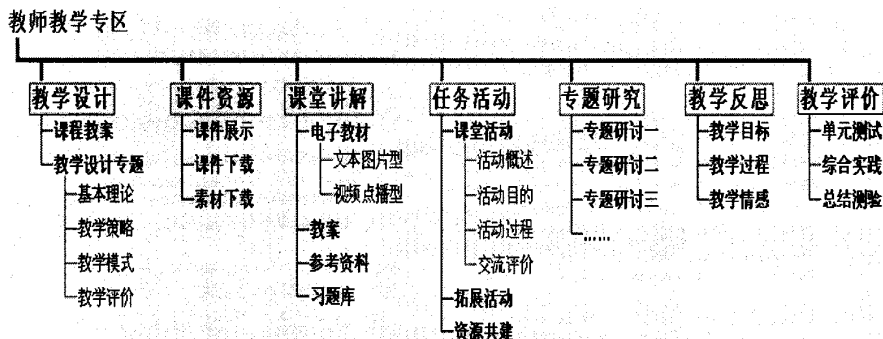 教师教学专区
教学设计
课程教案
教学设计专题
基本理论
教学策略
教学模式
教学评价
课件资源
课件展示
课件下载
素材下载
课堂讲解
电子教材
文本图片型
视频点播型
教案
参考资料
习题库
任务活动
课堂活动
活动概述
活动目的
活动过程
交流评价
拓展活动
资源共建
专题研究
专题研讨一
专题研讨二
专题研讨三
……
教学反思
教学目标
教学过程
教学情感
教学评价
单元测试
综合实践
总结测验